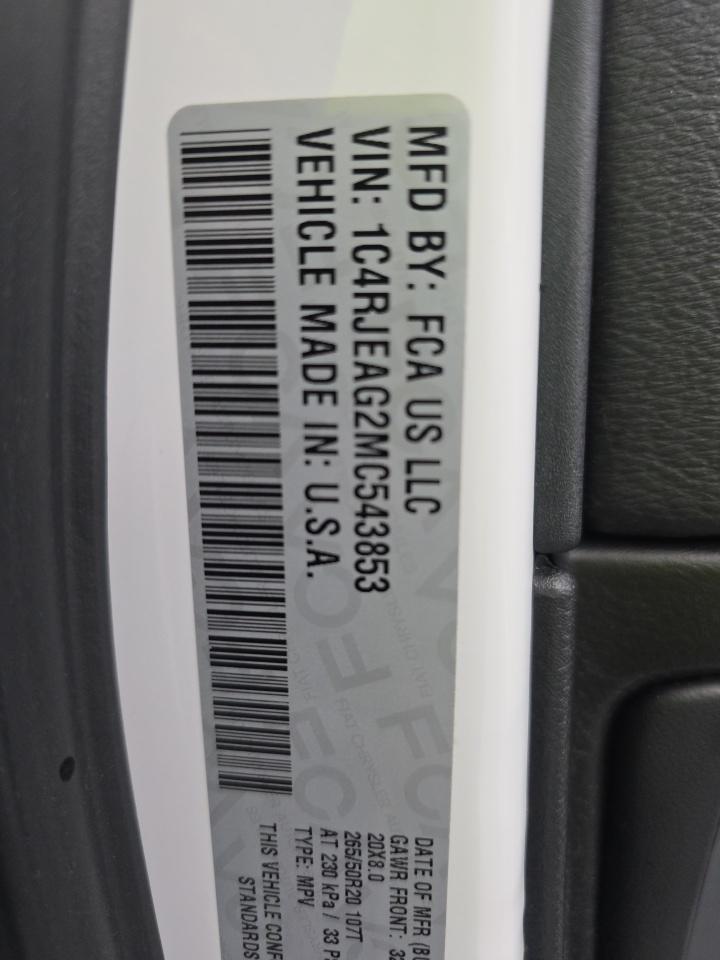 MFD BY: FCA US LLC
VIN: 1C4RJEAG2MC543853
VEHICLE MADE IN: U.S.A.
DATE OF MFR
GAWR FRONT:
20X8.0
265/50R20 107T
AT 230 kPa / 33
TYPE: MPV
THIS VEHICLE
STANDARDS